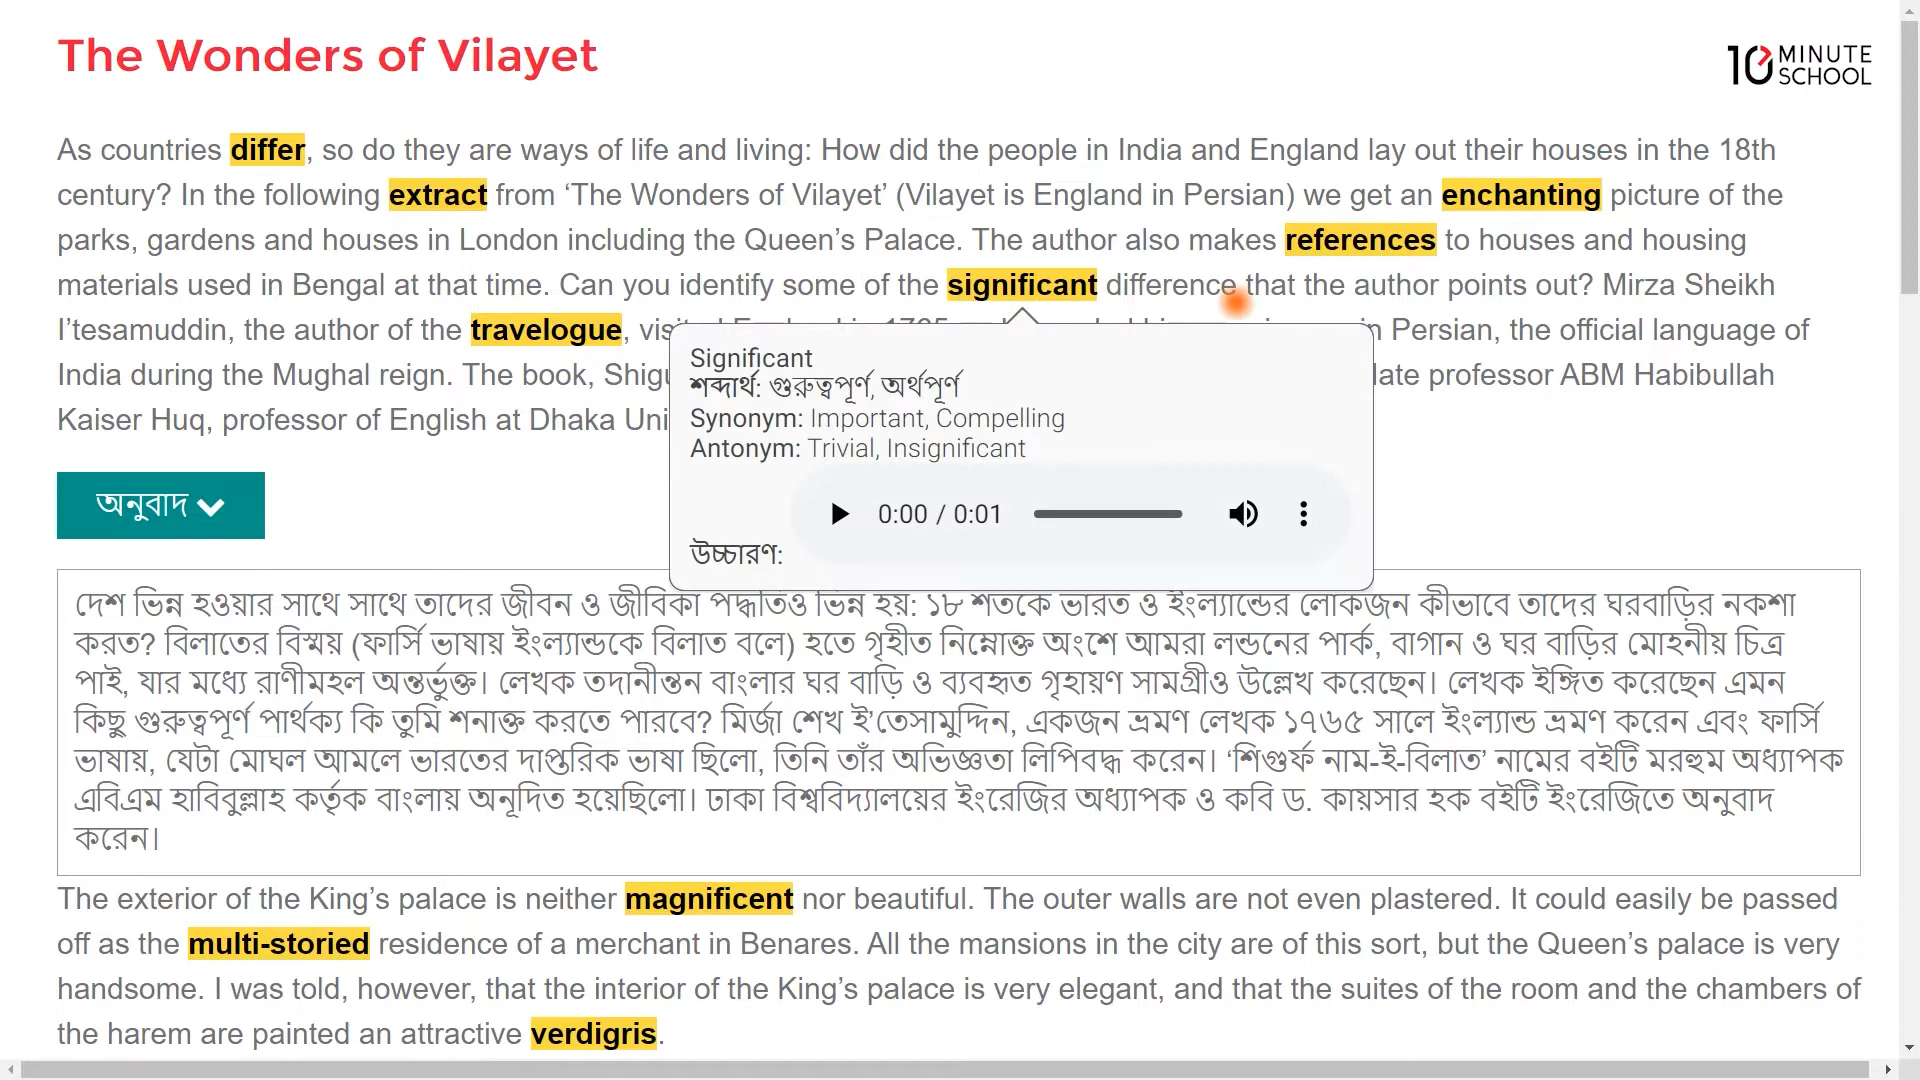 The Wonders of Vilayet
10 MINUTE
SCHOOL
As countries differ, so do they are ways of life and living: How did the people in India and England lay out their houses in the 18th
century? In the following extract from ‘The Wonders of Vilayet’ (Vilayet is England in Persian) we get an enchanting picture of the
parks, gardens and houses in London including the Queen’s Palace. The author also makes references to houses and housing
materials used in Bengal at that time. Can you identify some of the significant difference that the author points out? Mirza Sheikh
I’tesamuddin, the author of the travelogue, in Persian, the official language of
India during the Mughal reign. The book, late professor ABM Habibullah
Kaiser Huq, professor of English at Dhaka
Significant
শব্দার্থ: গুরুত্বপূর্ণ, অর্থপূর্ণ
Synonym: Important, Compelling
Antonym: Trivial, Insignificant
0:00 / 0:01
উচ্চারণ:
অনুবাদ
দেশ ভিন্ন হওয়ার সাথে সাথে তাদের জীবন ও জীবিকা পদ্ধতিও ভিন্ন হয়: ১৮ শতকে ভারত ও ইংল্যান্ডের লোকজন কীভাবে তাদের ঘরবাড়ির নকশা
করত? বিলাতের বিস্ময় (ফার্সি ভাষায় ইংল্যান্ডকে বিলাত বলে) হতে গৃহীত নিম্নোক্ত অংশে আমরা লন্ডনের পার্ক, বাগান ও ঘর বাড়ির মোহনীয় চিত্র
পাই, যার মধ্যে রাণীমহল অন্তর্ভুক্ত। লেখক তদানীন্তন বাংলার ঘর বাড়ি ও ব্যবহৃত গৃহায়ণ সামগ্রীও উল্লেখ করেছেন। লেখক ইঙ্গিত করেছেন এমন
কিছু গুরুত্বপূর্ণ পার্থক্য কি তুমি শনাক্ত করতে পারবে? মির্জা শেখ ই’তেসামুদ্দিন, একজন ভ্রমণ লেখক ১৭৬৫ সালে ইংল্যান্ড ভ্রমণ করেন এবং ফার্সি
ভাষায়, যেটা মোঘল আমলে ভারতের দাপ্তরিক ভাষা ছিলো, তিনি তাঁর অভিজ্ঞতা লিপিবদ্ধ করেন। ‘শিগুর্ফ নাম-ই-বিলাত’ নামের বইটি মরহুম অধ্যাপক
এবিএম হাবিবুল্লাহ কর্তৃক বাংলায় অনূদিত হয়েছিলো। ঢাকা বিশ্ববিদ্যালয়ের ইংরেজির অধ্যাপক ও কবি ড. কায়সার হক বইটি ইংরেজিতে অনুবাদ
করেন।
The exterior of the King’s palace is neither magnificent nor beautiful. The outer walls are not even plastered. It could easily be passed
off as the multi-storied residence of a merchant in Benares. All the mansions in the city are of this sort, but the Queen’s palace is very
handsome. I was told, however, that the interior of the King’s palace is very elegant, and that the suites of the room and the chambers of
the harem are painted an attractive verdigris.